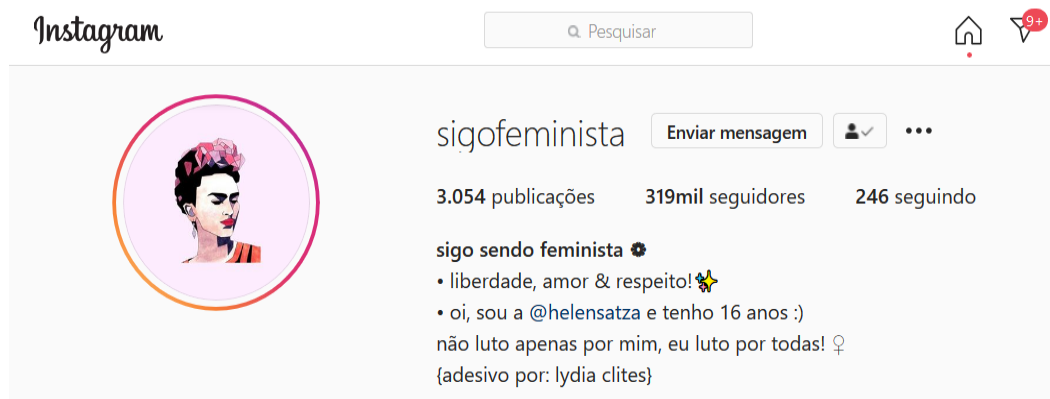 Instagram
Pesquisar
9+
sigofeminista Enviar mensagem
3.054 publicações 319mil seguidores 246 seguindo
sigo sendo feminista
• liberdade, amor & respeito!✨
• oi, sou a @helensatza e tenho 16 anos :)
não luto apenas por mim, eu luto por todas! ♀
{adesivo por: lydia clites}